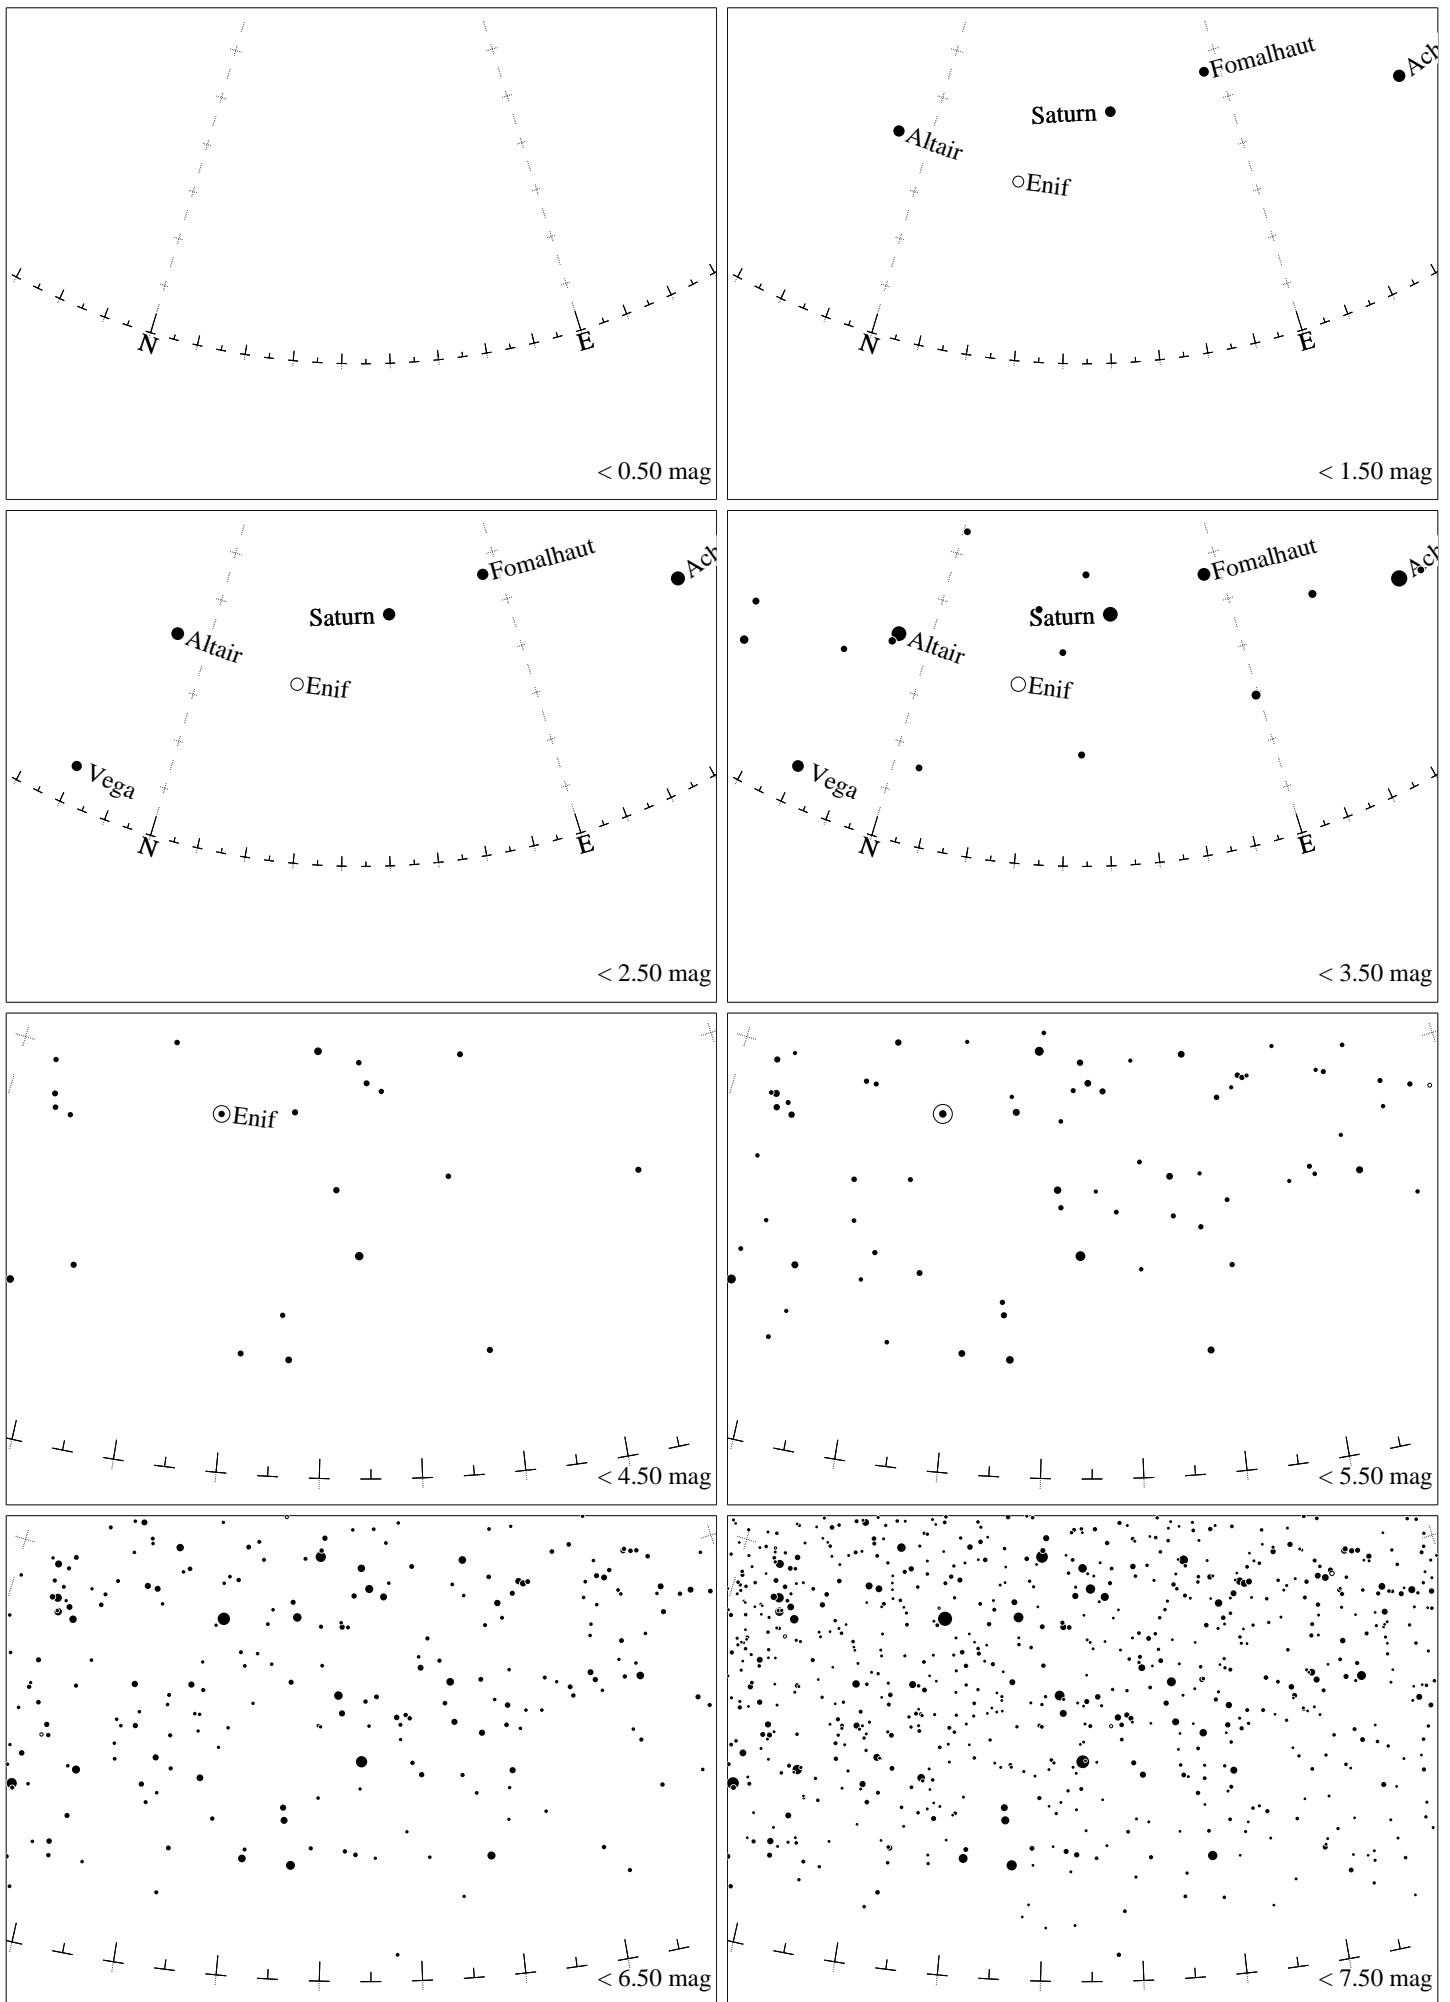 N
E
< 0.50 mag
Fomalhaut
Ach
Saturn
Altair
Enif
N
E
< 1.50 mag
Fomalhaut
Ach
Saturn
Altair
Enif
Vega
N
E
< 2.50 mag
Fomalhaut
Ach
Saturn
Altair
Enif
Vega
N
E
< 3.50 mag
Enif
< 4.50 mag
< 5.50 mag
< 6.50 mag
< 7.50 mag